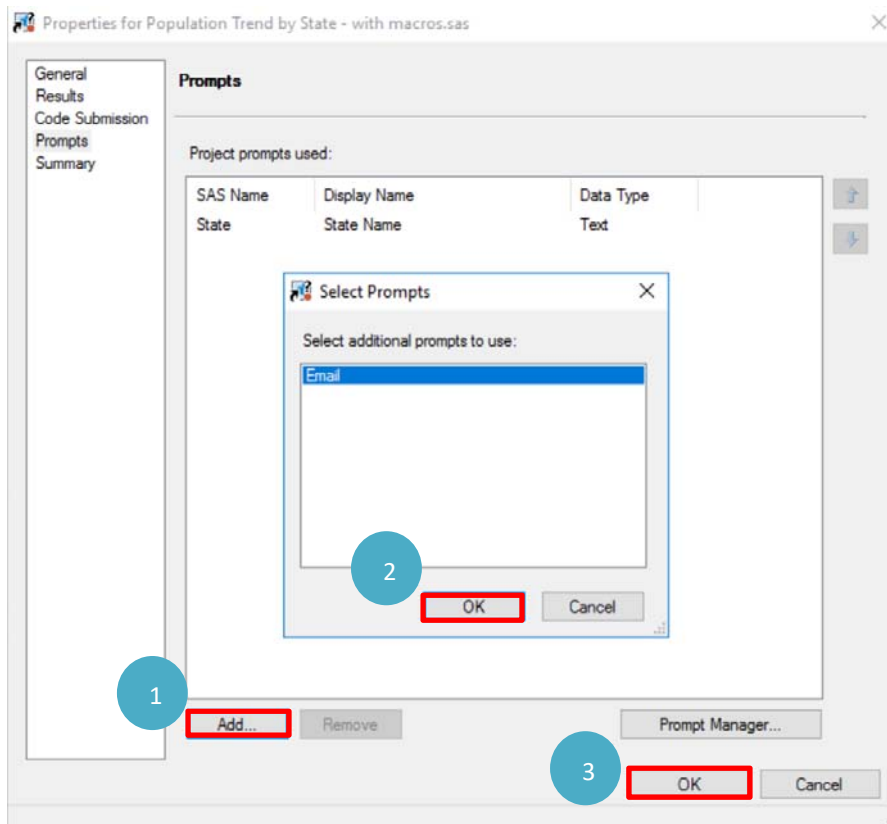 Properties for Population Trend by State - with macros.sas
General
Results
Code Submission
Prompts
Summary
Prompts
Project prompts used:
SAS Name Display Name Data Type
State State Name Text
Select Prompts
Select additional prompts to use:
Email
2
OK Cancel
1
Add... Remove Prompt Manager...
3
OK Cancel